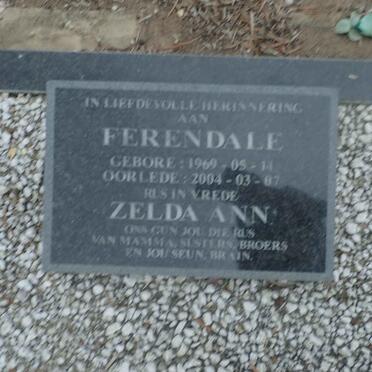 IN LIEFDEVOLLE HERINNERING
AAN
FERENDALE
GEBORE : 1969 - 05 - 14
OORLEDE : 2004 - 03 - 07
RUS IN VREDE
ZELDA ANN
ONS GUN JOU DIE RUS
VAN MAMMA, SUSTERS, BROERS
EN JOU SEUN, BRAIN.